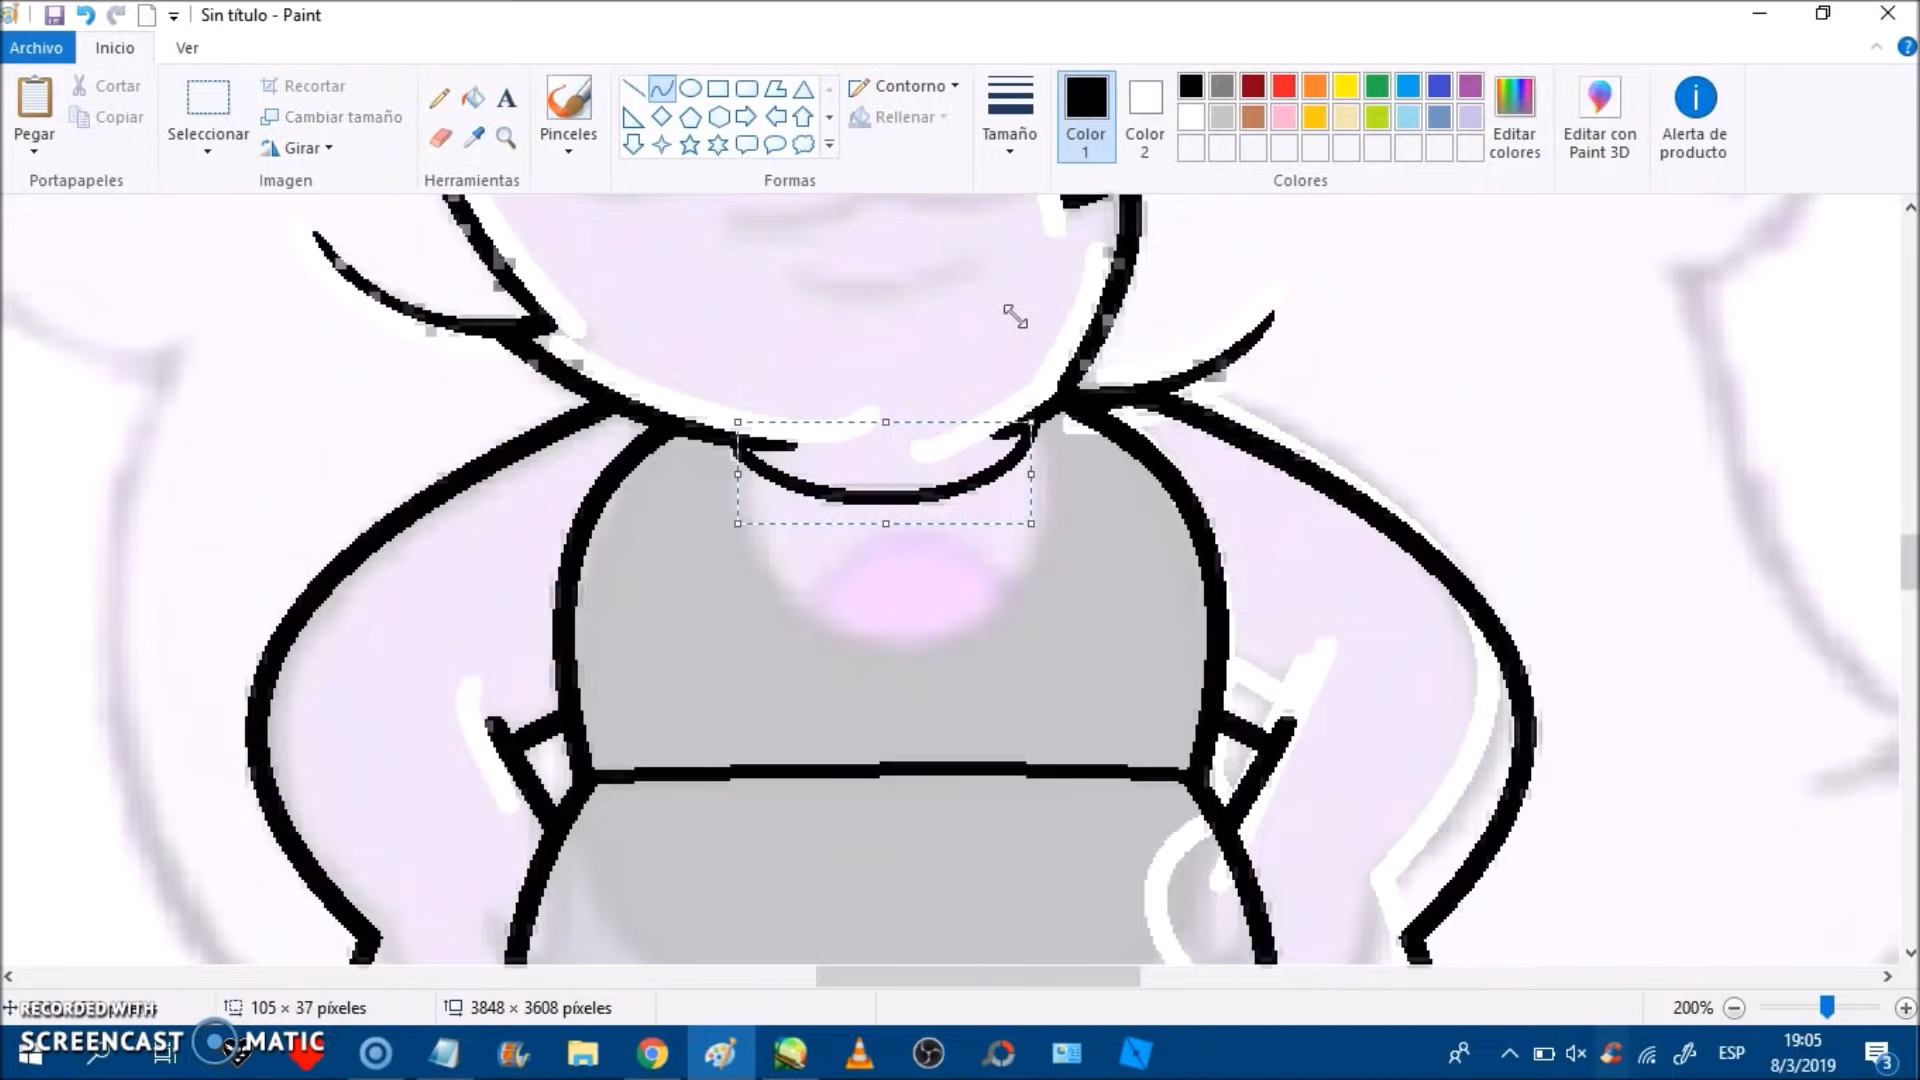 Sin título - Paint
Archivo Inicio Ver
Pegar
Cortar
Copiar
Portapapeles
Seleccionar
Recortar
Cambiar tamaño
Girar
Imagen
A
Herramientas
Pinceles
Contorno
Rellenar
Formas
Tamaño
Color 1
Color 2
Editar colores
Colores
Editar con Paint 3D
Alerta de producto
RECORDED WITH
105 × 37 píxeles
3848 × 3608 píxeles
200%
SCREENCAST MATIC
ESP
19:05
8/3/2019
3